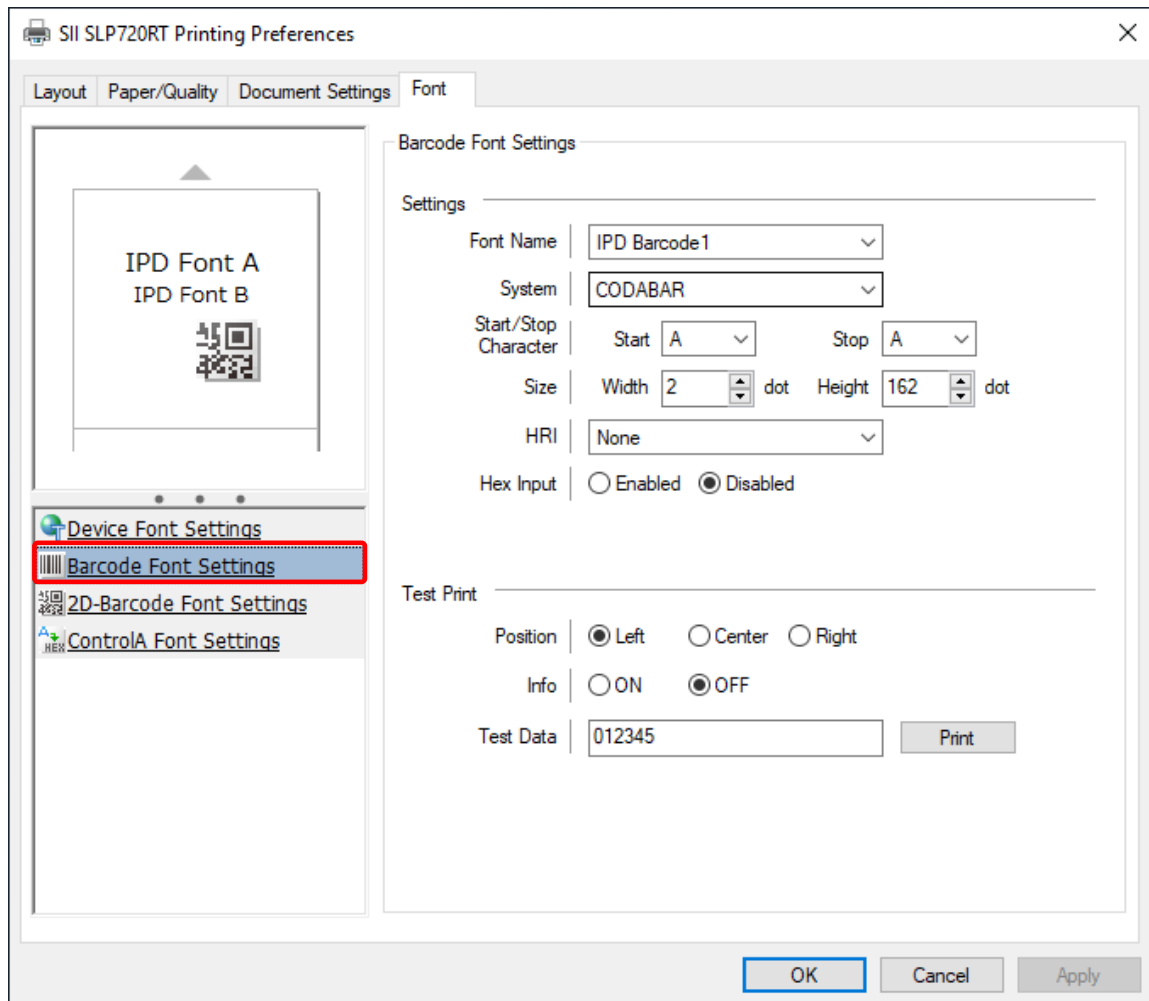 SII SLP720RT Printing Preferences
Layout Paper/Quality Document Settings Font
IPD Font A
IPD Font B
Device Font Settings
Barcode Font Settings
2D-Barcode Font Settings
A HEX ControlA Font Settings
Barcode Font Settings
Settings
Font Name IPD Barcode1
System CODABAR
Start/Stop
Character Start A Stop A
Size Width 2 dot Height 162 dot
HRI None
Hex Input Enabled Disabled
Test Print
Position Left Center Right
Info ON OFF
Test Data 012345 Print
OK Cancel Apply